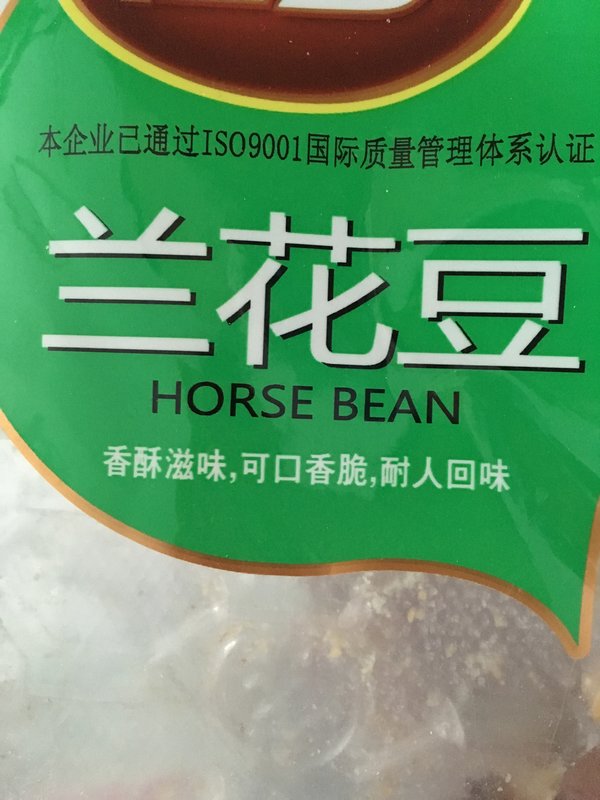 本企业已通过ISO9001国际质量管理体系认证
兰花豆
HORSE BEAN
香酥滋味,可口香脆,耐人回味